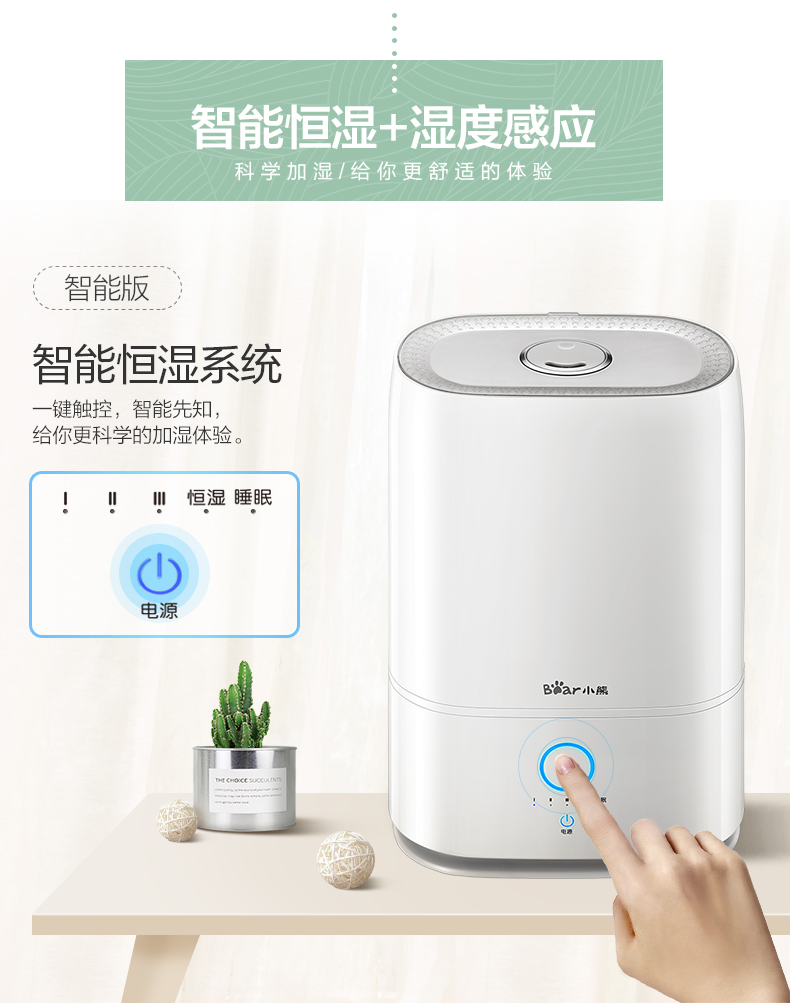 智能恒湿+湿度感应
科学加湿/给你更舒适的体验
智能版
智能恒湿系统
一键触控，智能先知，
给你更科学的加湿体验。
I II III 恒湿 睡眠
电源
Bear小熊
THE CHOICE SUCCULENTS
I II III 眠
电源